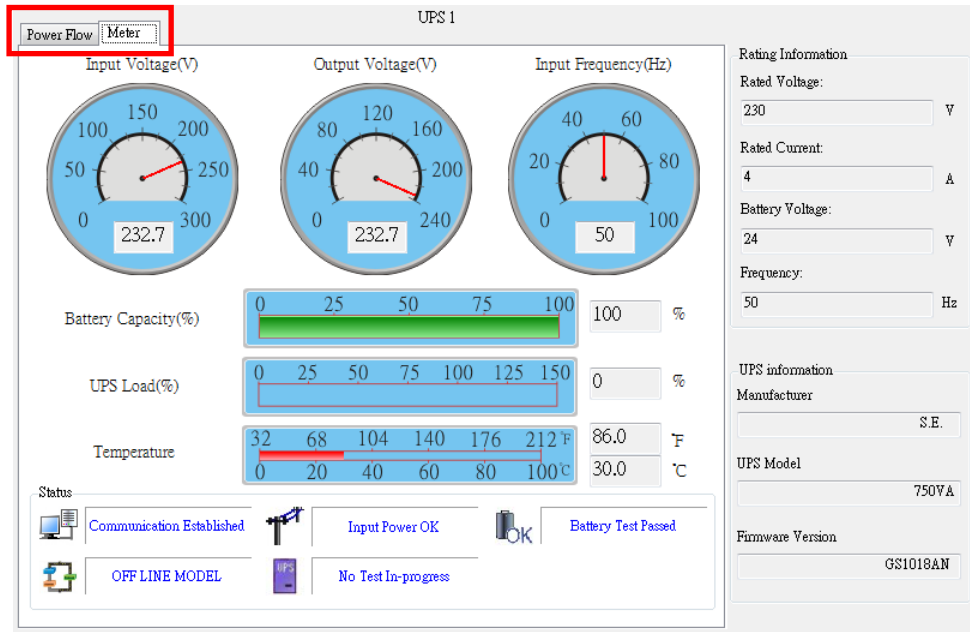 UPS 1
Power Flow Meter
Input Voltage(V)
0 50 100 150 200 250 300
232.7
Output Voltage(V)
0 40 80 120 160 200 240
232.7
Input Frequency(Hz)
0 20 40 60 80 100
50
Battery Capacity(%)
0 25 50 75 100
100 %
UPS Load(%)
0 25 50 75 100 125 150
0 %
Temperature
32 68 104 140 176 212 °F
0 20 40 60 80 100 °C
86.0 °F
30.0 °C
Status
Communication Established
Input Power OK
OK
Battery Test Passed
OFF LINE MODEL
UPS
No Test In-progress
Rating Information
Rated Voltage:
230 V
Rated Current:
4 A
Battery Voltage:
24 V
Frequency:
50 Hz
UPS information
Manufacturer
S.E.
UPS Model
750VA
Firmware Version
GS1018AN